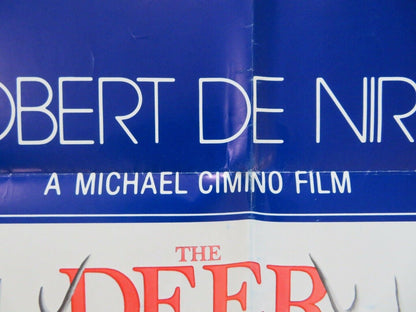 OBERT DE NIR
A MICHAEL CIMINO FILM
THE
DEER